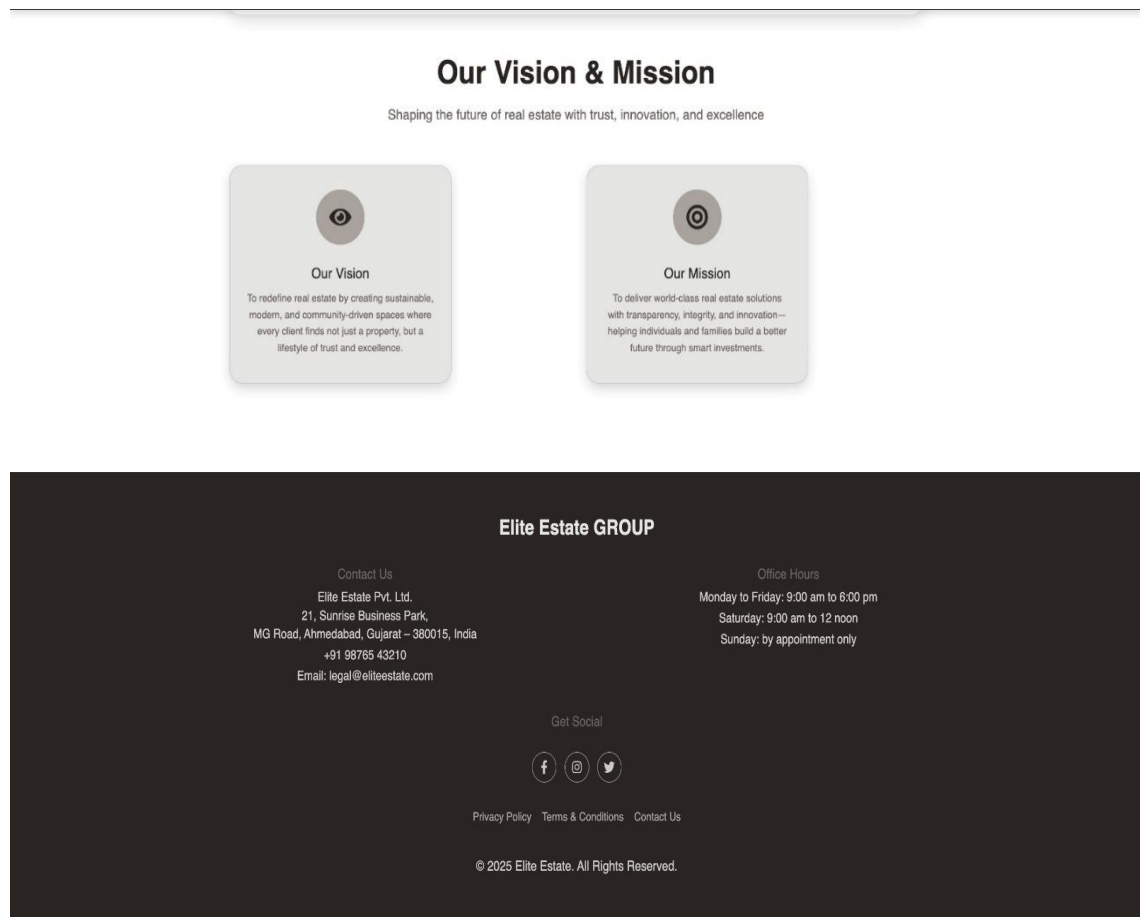 Our Vision & Mission
Shaping the future of real estate with trust, innovation, and excellence
Our Vision
To redefine real estate by creating sustainable,
modern, and community-driven spaces where
every client finds not just a property, but a
lifestyle of trust and excellence.
Our Mission
To deliver world-class real estate solutions
with transparency, integrity, and innovation—
helping individuals and families build a better
future through smart investments.
Elite Estate GROUP
Contact Us
Elite Estate Pvt. Ltd.
21, Sunrise Business Park,
MG Road, Ahmedabad, Gujarat – 380015, India
+91 98765 43210
Email: legal@eliteestate.com
Office Hours
Monday to Friday: 9:00 am to 6:00 pm
Saturday: 9:00 am to 12 noon
Sunday: by appointment only
Get Social
Privacy Policy Terms & Conditions Contact Us
© 2025 Elite Estate. All Rights Reserved.